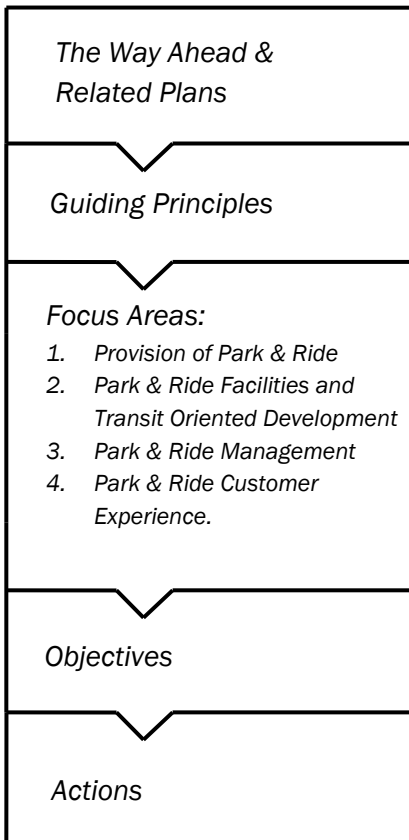 The Way Ahead &
Related Plans
Guiding Principles
Focus Areas:
1. Provision of Park & Ride
2. Park & Ride Facilities and
Transit Oriented Development
3. Park & Ride Management
4. Park & Ride Customer
Experience.
Objectives
Actions